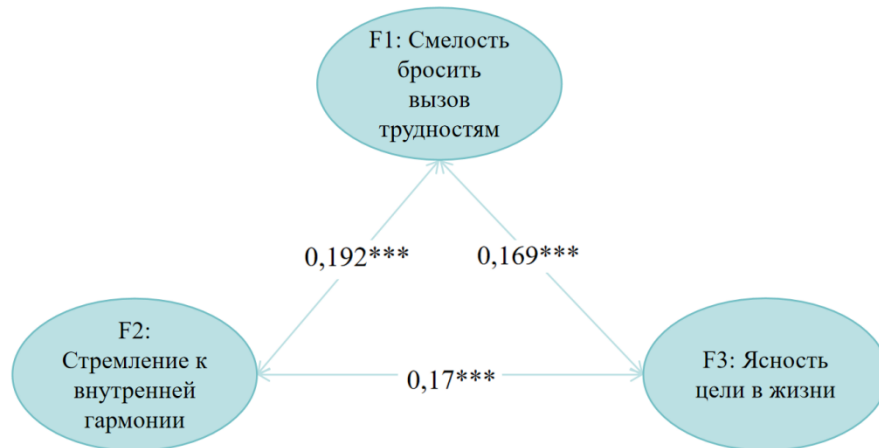 F1: Смелость
бросить
вызов
трудностям
0,192***
0,169***
F2:
Стремление к
внутренней
гармонии
0,17***
F3: Ясность
цели в жизни